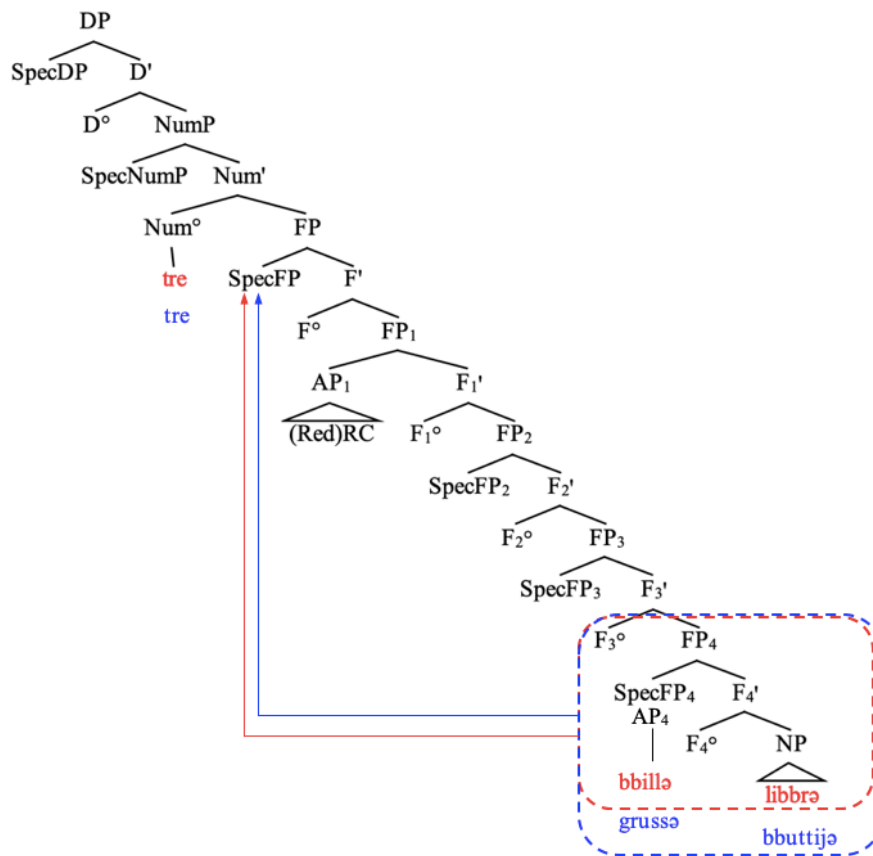 DP
SpecDP D'
D° NumP
SpecNumP Num'
Num° FP
tre SpecFP F'
tre
F° FP₁
AP₁ F₁'
(Red)RC F₁° FP₂
SpecFP₂ F₂'
F₂° FP₃
SpecFP₃ F₃'
F₃° FP₄
SpecFP₄ F₄'
AP₄
F₄° NP
bbillə libbrə
grussə bbuttijə